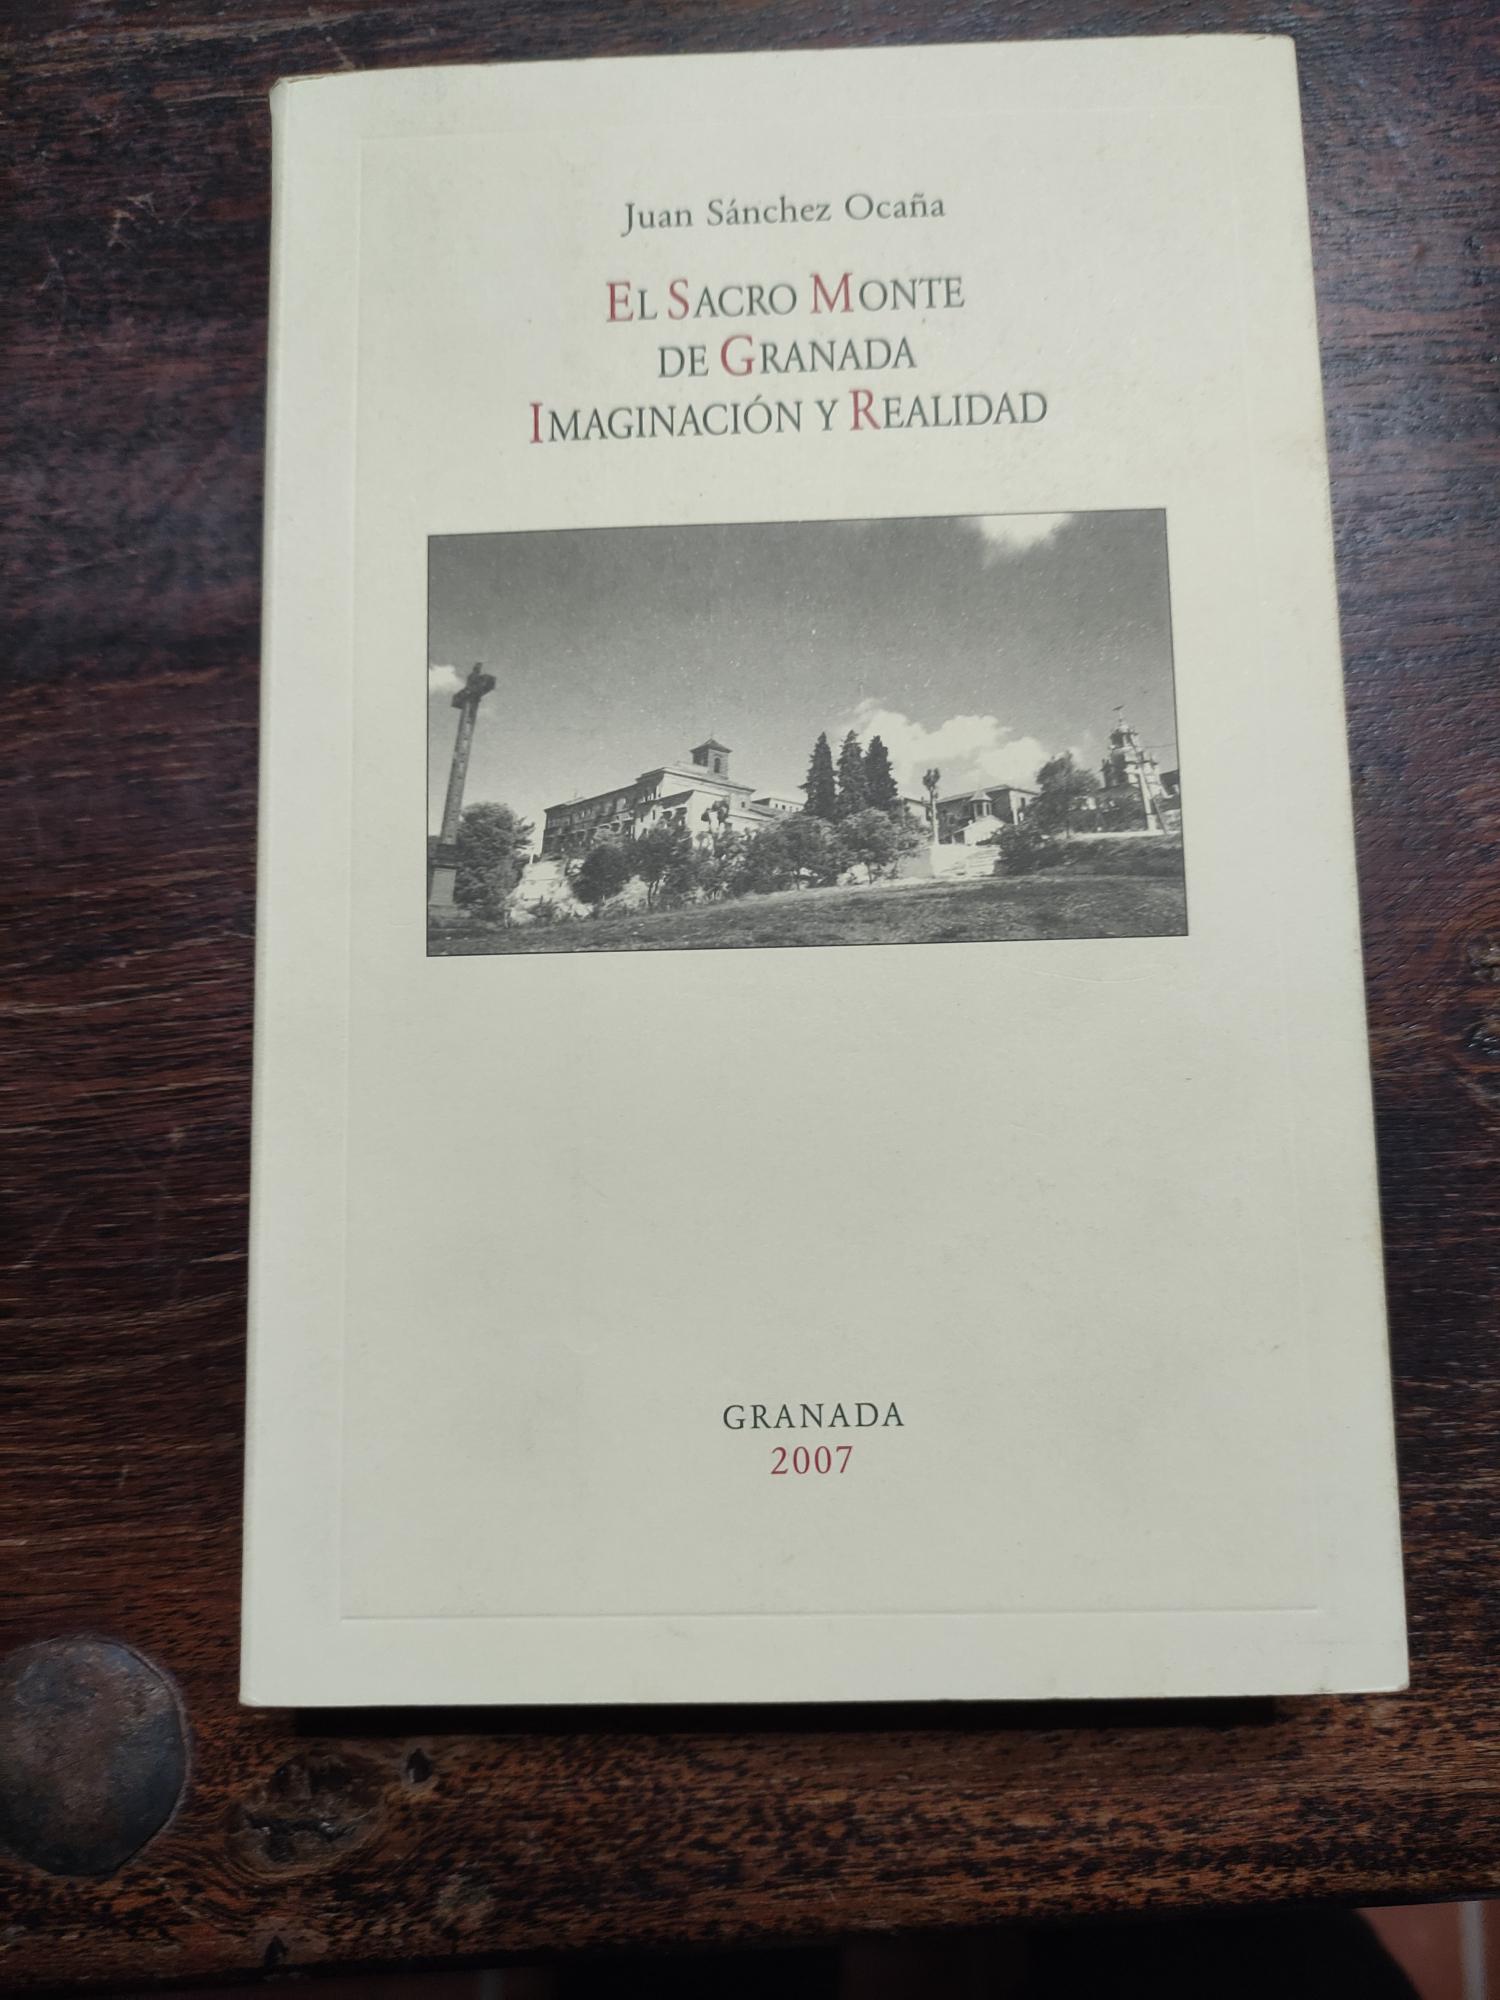 Juan Sánchez Ocaña
El Sacro Monte
de Granada
Imaginación y Realidad
GRANADA
2007